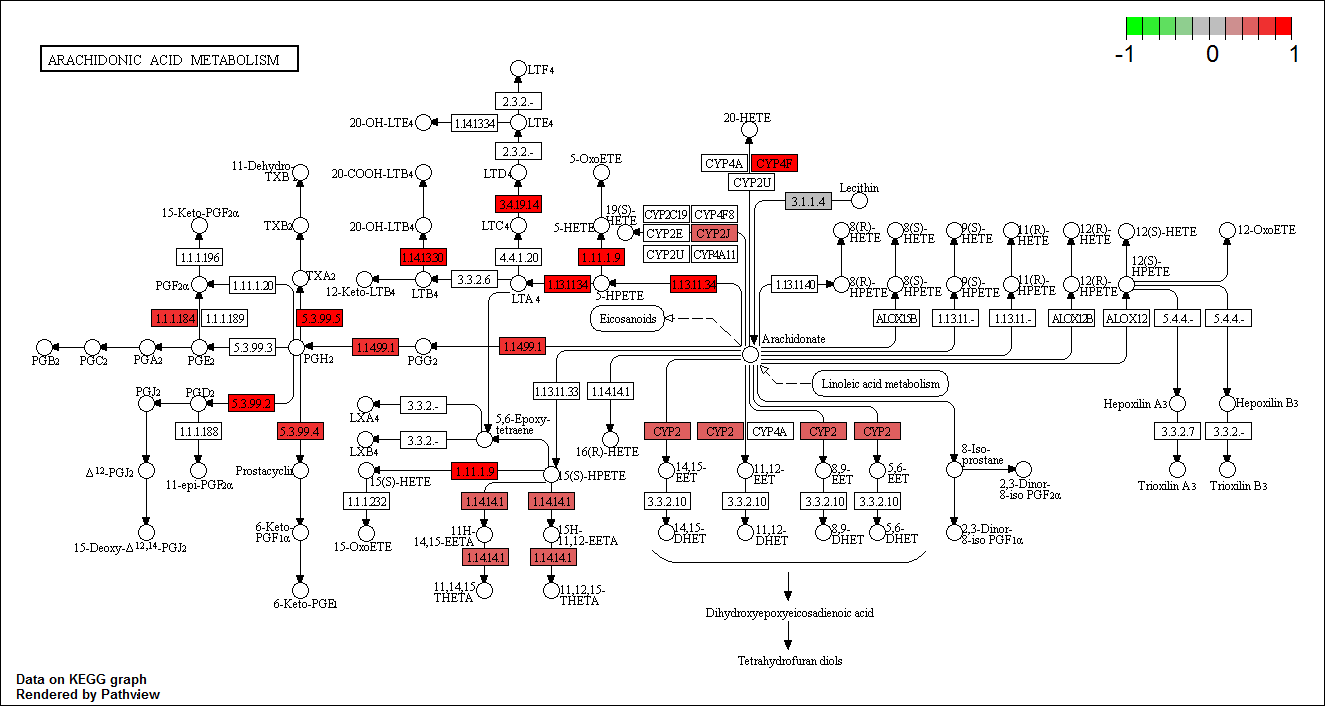 ARACHIDONIC ACID METABOLISM
-1 0 1
LTF4
2.3.2.-
20-OH-LTE4
1.14.13.34
LTE4
2.3.2.-
20-HETE
CYP4A
CYP4F
CYP2U
11-Dehydro-
TXB
20-COOH-LTB4
LTD4
5-OxoETE
Lecithin
3.1.1.4
3.4.19.14
15-Keto-PGF2α
TXB2
20-OH-LTB4
LTC4
5-HETE
19(S)-
HETE
CYP2C19
CYP4F8
CYP2E
CYP2J
CYP2U
CYP4A11
8(R)-
HETE
8(S)-
HETE
9(S)-
HETE
11(R)-
HETE
12(R)-
HETE
12(S)-HETE
12-OxoETE
1.1.1.196
1.14.13.30
4.4.1.20
1.11.1.9
PGF2α
1.1.1.20
TXA2
12-Keto-LTB4
LTB4
3.3.2.6
LTA4
1.13.11.34
5-HPETE
1.13.11.34
1.13.11.40
8(R)-
HPETE
8(S)-
HPETE
9(S)-
HPETE
11(R)-
HPETE
12(R)-
HPETE
12(S)-
HPETE
1.1.1.184
1.1.1.189
5.3.99.5
Eicosanoids
ALOX15B
1.13.11.-
1.13.11.-
ALOX12B
ALOX12
5.4.4.-
5.4.4.-
PGB2
PGC2
PGA2
PGE2
5.3.99.3
PGH2
1.14.99.1
PGG2
1.14.99.1
Arachidonate
Linoleic acid metabolism
PGJ2
PGD2
5.3.99.2
1.13.11.33
1.14.14.1
1.1.1.188
5.3.99.4
LXA4
3.3.2.-
LXB4
3.3.2.-
5,6-Epoxy-
tetraene
16(R)-HETE
CYP2
CYP2
CYP4A
CYP2
CYP2
Hepoxilin A3
Hepoxilin B3
3.3.2.7
3.3.2.-
Δ12-PGJ2
11-epi-PGF2α
Prostacyclin
15(S)-HETE
1.11.1.9
15(S)-HPETE
14,15-
EET
11,12-
EET
8,9-
EET
5,6-
EET
8-Iso-
prostane
2,3-Dinor-
8-iso PGF2α
Trioxilin A3
Trioxilin B3
1.1.1.232
1.14.14.1
1.14.14.1
3.3.2.10
3.3.2.10
3.3.2.10
3.3.2.10
15-Deoxy-Δ12,14-PGJ2
6-Keto-
PGF1α
15-OxoETE
11H-
14,15-EETA
15H-
11,12-EETA
14,15-
DHET
11,12-
DHET
8,9-
DHET
5,6-
DHET
2,3-Dinor-
8-iso PGF1α
1.14.14.1
1.14.14.1
6-Keto-PGE1
11,14,15-
THETA
11,12,15-
THETA
Dihydroxyepoxyeicosadienoic acid
Tetrahydrofuran diols
Data on KEGG graph
Rendered by Pathview